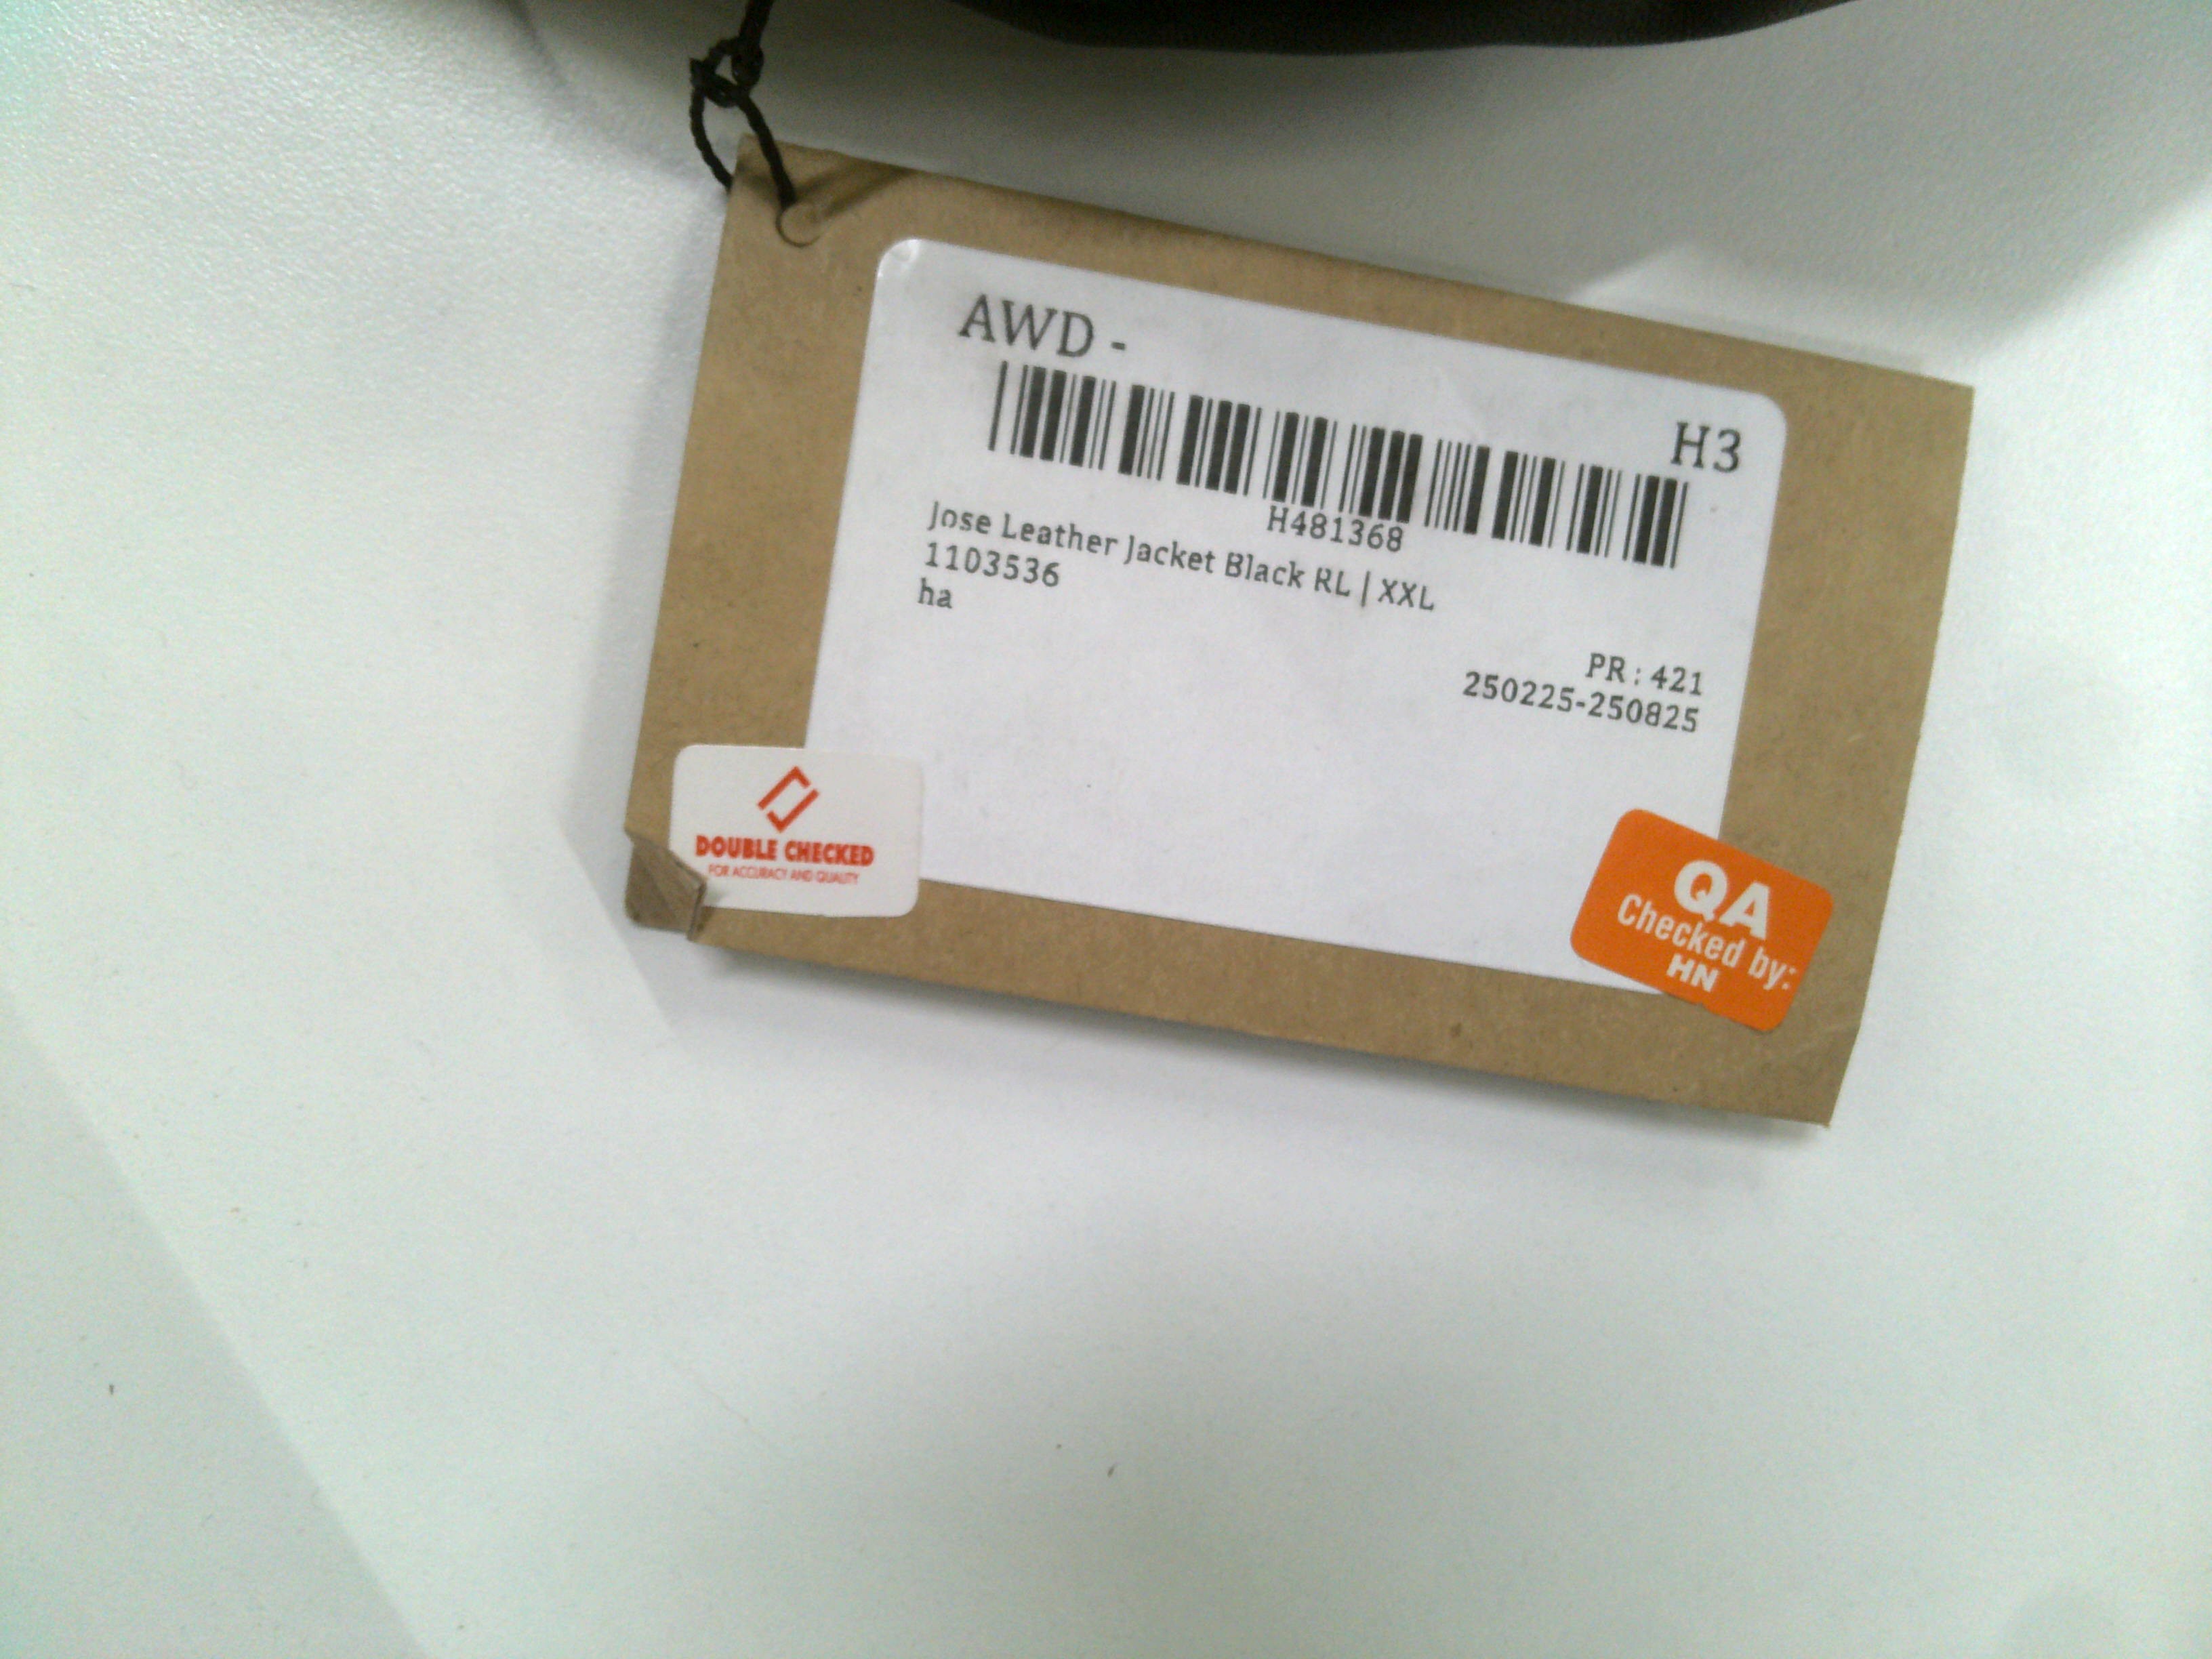 AWD -
H3
H481368
Jose Leather Jacket Black RL | XXL
1103536
ha
PR : 421
250225-250825
DOUBLE CHECKED
FOR ACCURACY AND QUALITY
QA
Checked by:
HN